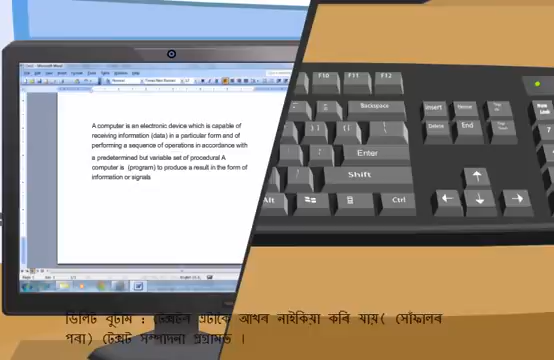 A computer is an electronic device which is capable of
receiving information (data) in a particular form and of
performing a sequence of operations in accordance with
a predetermined but variable set of procedural A
computer is (program) to produce a result in the form of
information or signals
F10 F11 F12
Backspace
Insert Home
Delete End
Enter
Shift
Alt Ctrl
ডিলিট বুটাম : টেক্সটৰ এটাকৈ আখৰ নাইকিয়া কৰি যায়( সোঁফালৰ
পৰা) টেক্সট সম্পাদনা প্ৰগ্ৰামত ।